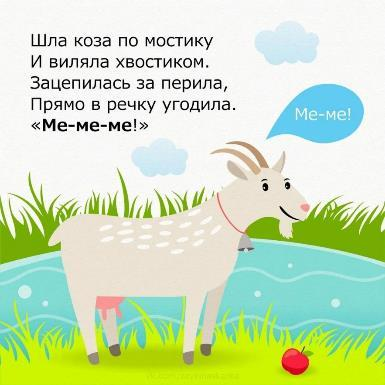 Шла коза по мостику
И виляла хвостиком.
Зацепилась за перила,
Прямо в речку угодила.
«Ме-ме-ме!»
Ме-ме!